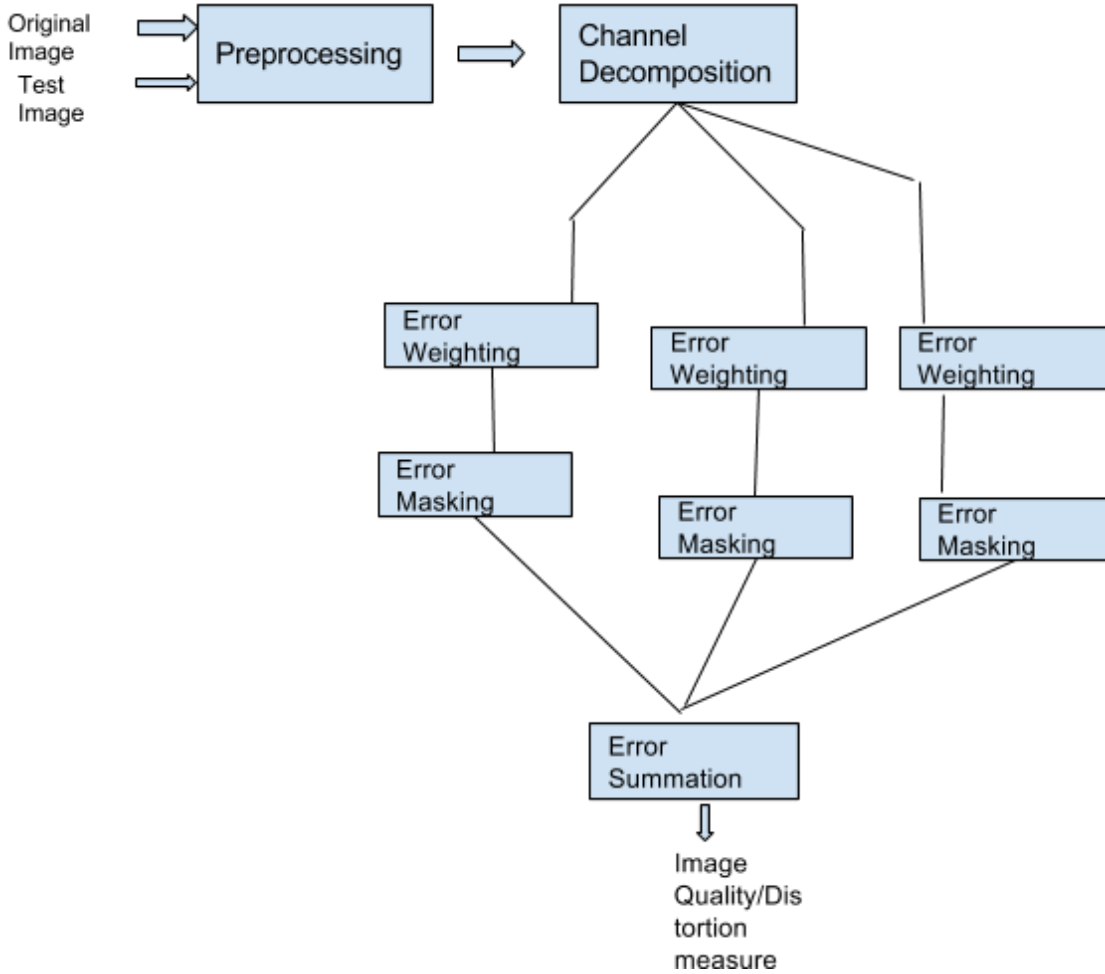 Original
Image
Test
Image
Preprocessing
Channel
Decomposition
Error
Weighting
Error
Weighting
Error
Weighting
Error
Masking
Error
Masking
Error
Masking
Error
Summation
Image
Quality/Dis
tortion
measure